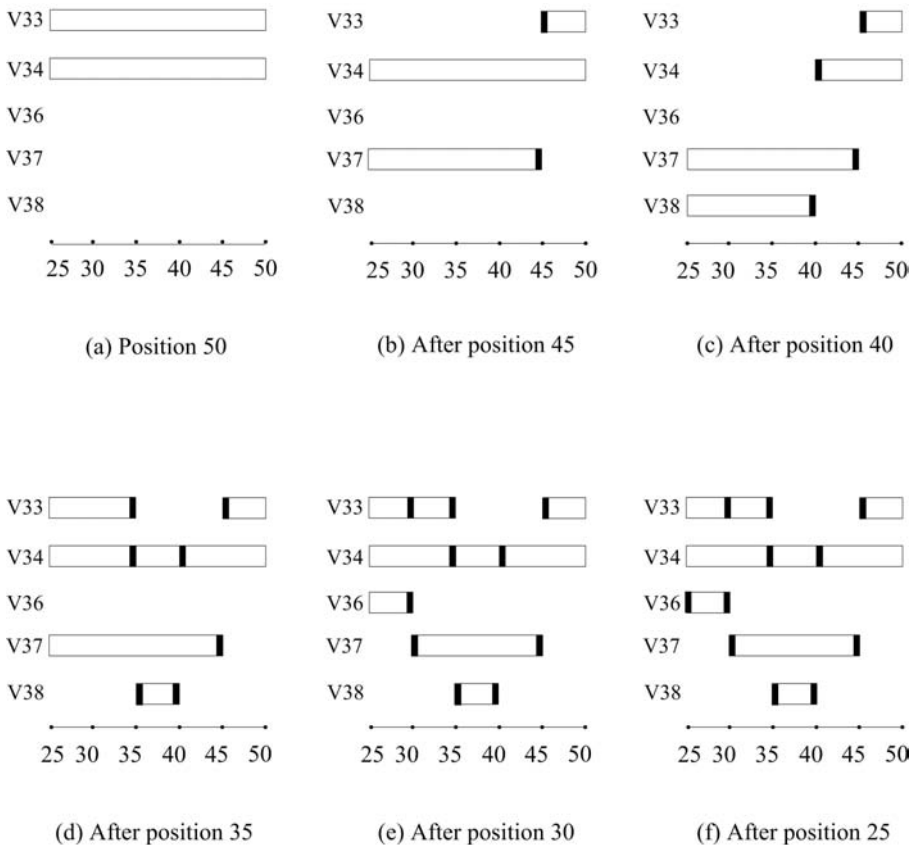 V33
V34
V36
V37
V38
25 30 35 40 45 50
(a) Position 50
V33
V34
V36
V37
V38
25 30 35 40 45 50
(b) After position 45
V33
V34
V36
V37
V38
25 30 35 40 45 50
(c) After position 40
V33
V34
V36
V37
V38
25 30 35 40 45 50
(d) After position 35
V33
V34
V36
V37
V38
25 30 35 40 45 50
(e) After position 30
V33
V34
V36
V37
V38
25 30 35 40 45 50
(f) After position 25